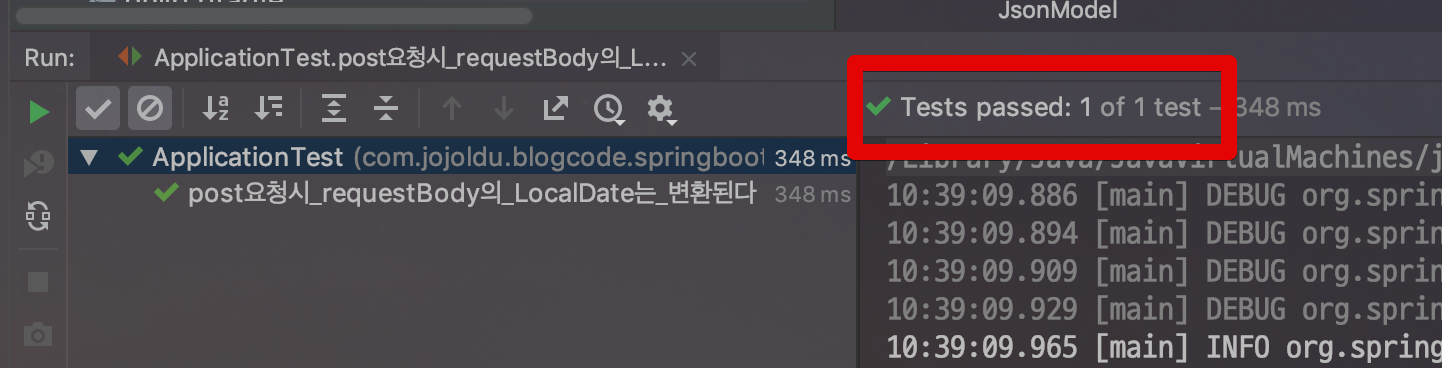 JsonModel
Run: ApplicationTest.post요청시_requestBody의_L...
Tests passed: 1 of 1 test – 348 ms
ApplicationTest (com.jojoldu.blogcode.springboot 348 ms
post요청시_requestBody의_LocalDate는_변환된다 348 ms
/Library/Java/JavaVirtualMachines/j
10:39:09.886 [main] DEBUG org.sprin
10:39:09.894 [main] DEBUG org.sprin
10:39:09.909 [main] DEBUG org.sprin
10:39:09.929 [main] DEBUG org.sprin
10:39:09.965 [main] INFO org.spring